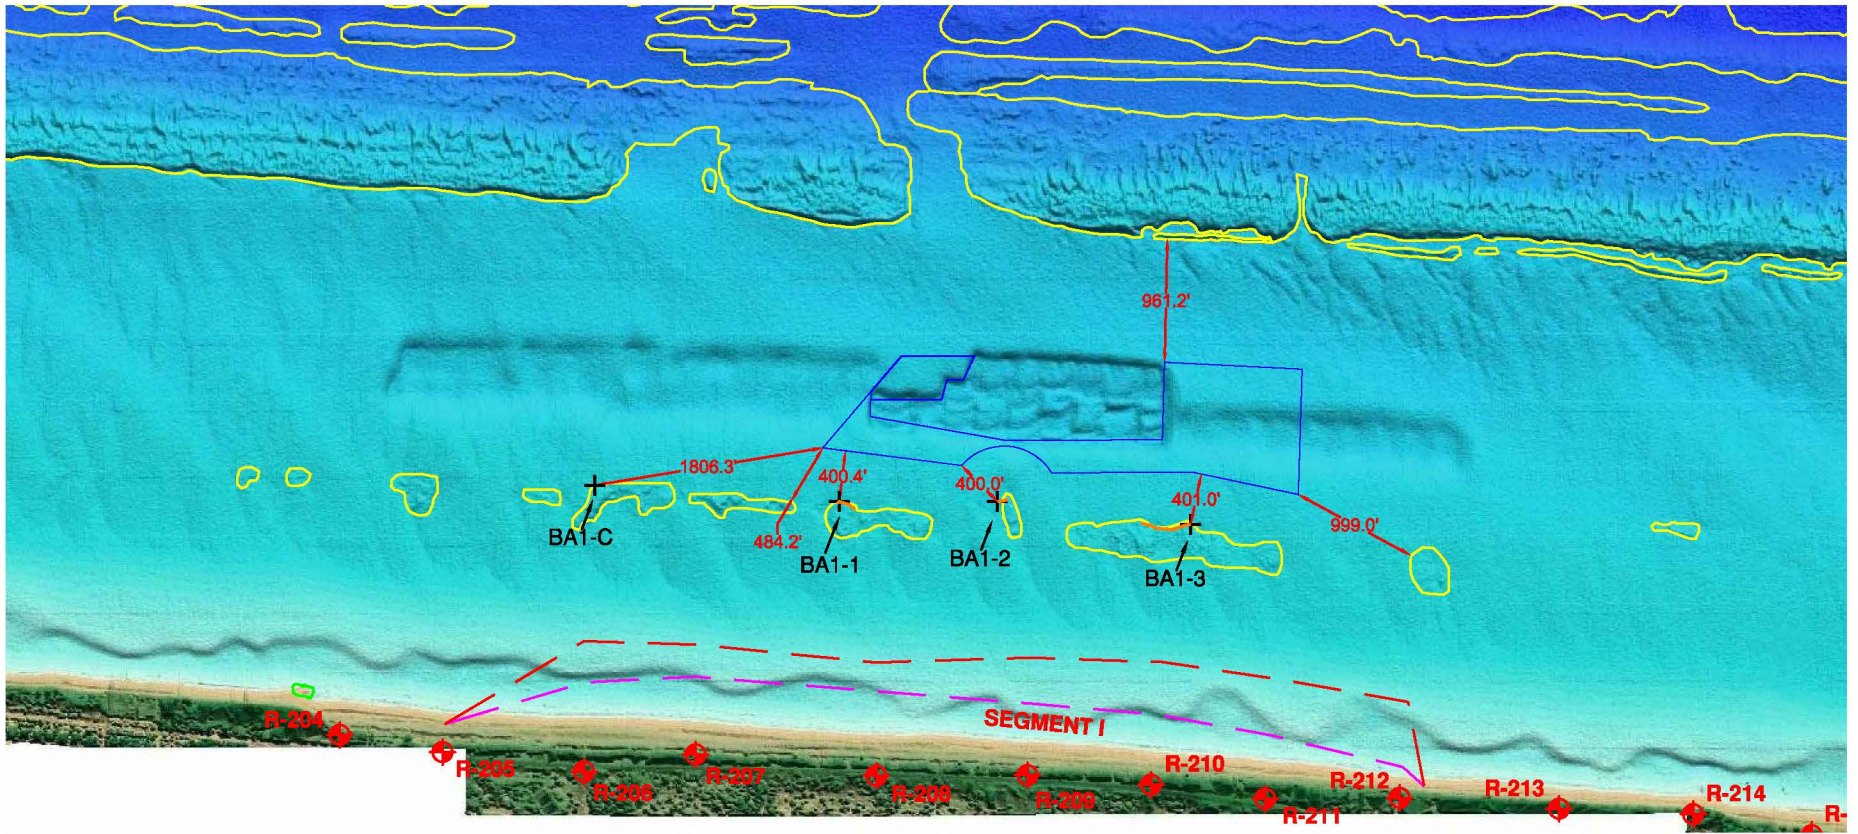 961.2'
1806.3'
400.4'
400.0'
401.0'
999.0'
484.2'
BA1-C
BA1-1
BA1-2
BA1-3
SEGMENT I
R-204
R-205
R-206
R-207
R-208
R-209
R-210
R-211
R-212
R-213
R-214
R-